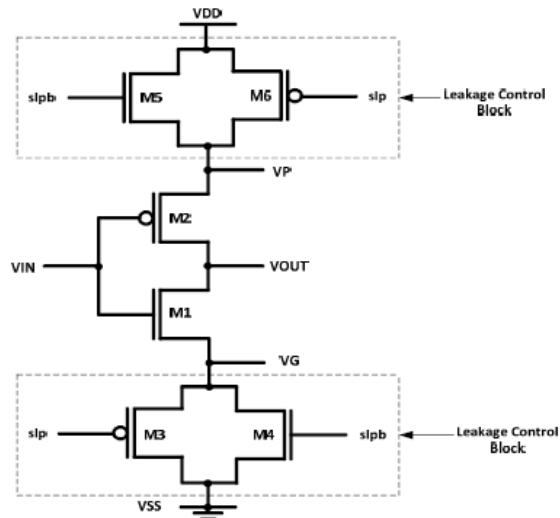 VDD
slpb M5 M6 slp Leakage Control
Block
VP
M2
VIN VOUT
M1
VG
slp M3 M4 slpb Leakage Control
Block
VSS